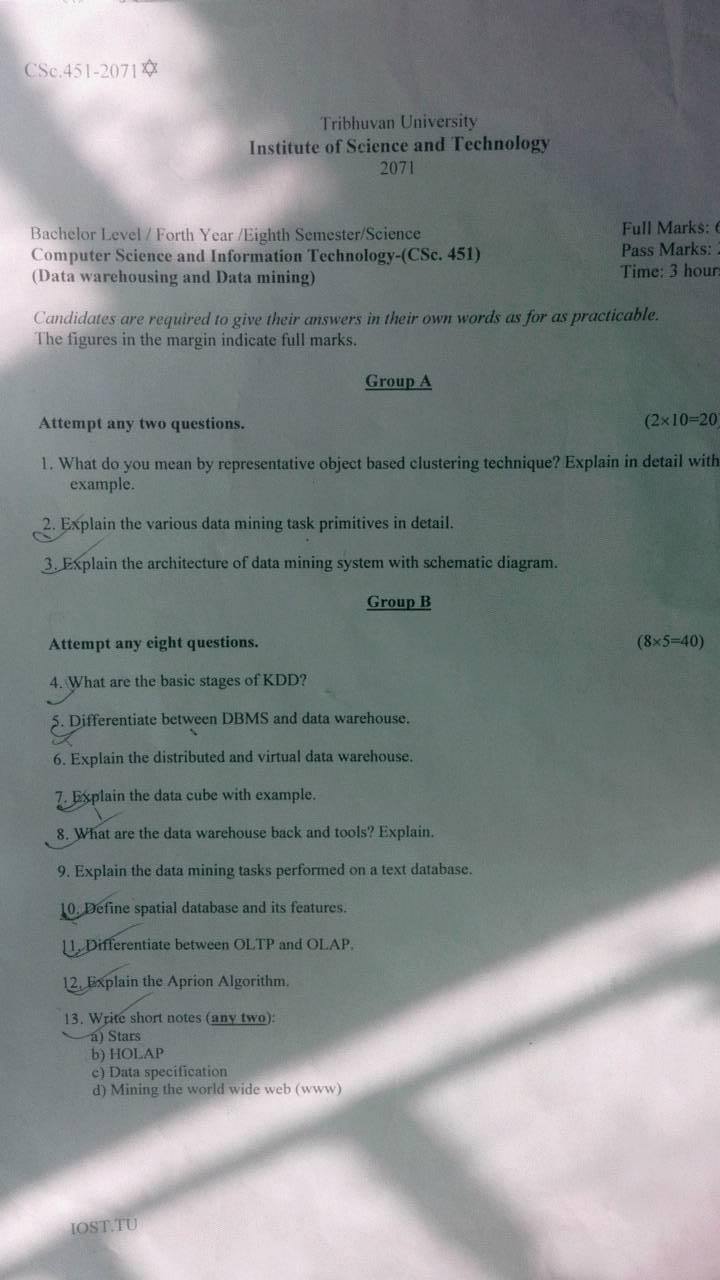 CSc.451-2071✡
Tribhuvan University
Institute of Science and Technology
2071
Bachelor Level / Forth Year /Eighth Semester/Science
Full Marks:
Computer Science and Information Technology-(CSc. 451)
Pass Marks:
(Data warehousing and Data mining)
Time: 3 hour
Candidates are required to give their answers in their own words as for as practicable.
The figures in the margin indicate full marks.
Group A
Attempt any two questions.
(2×10=20
1. What do you mean by representative object based clustering technique? Explain in detail with
example.
2. Explain the various data mining task primitives in detail.
3. Explain the architecture of data mining system with schematic diagram.
Group B
Attempt any eight questions.
(8×5=40)
4. What are the basic stages of KDD?
5. Differentiate between DBMS and data warehouse.
6. Explain the distributed and virtual data warehouse.
7. Explain the data cube with example.
8. What are the data warehouse back and tools? Explain.
9. Explain the data mining tasks performed on a text database.
10. Define spatial database and its features.
11. Differentiate between OLTP and OLAP.
12. Explain the Aprion Algorithm.
13. Write short notes (any two):
a) Stars
b) HOLAP
c) Data specification
d) Mining the world wide web (www)
IOST.TU